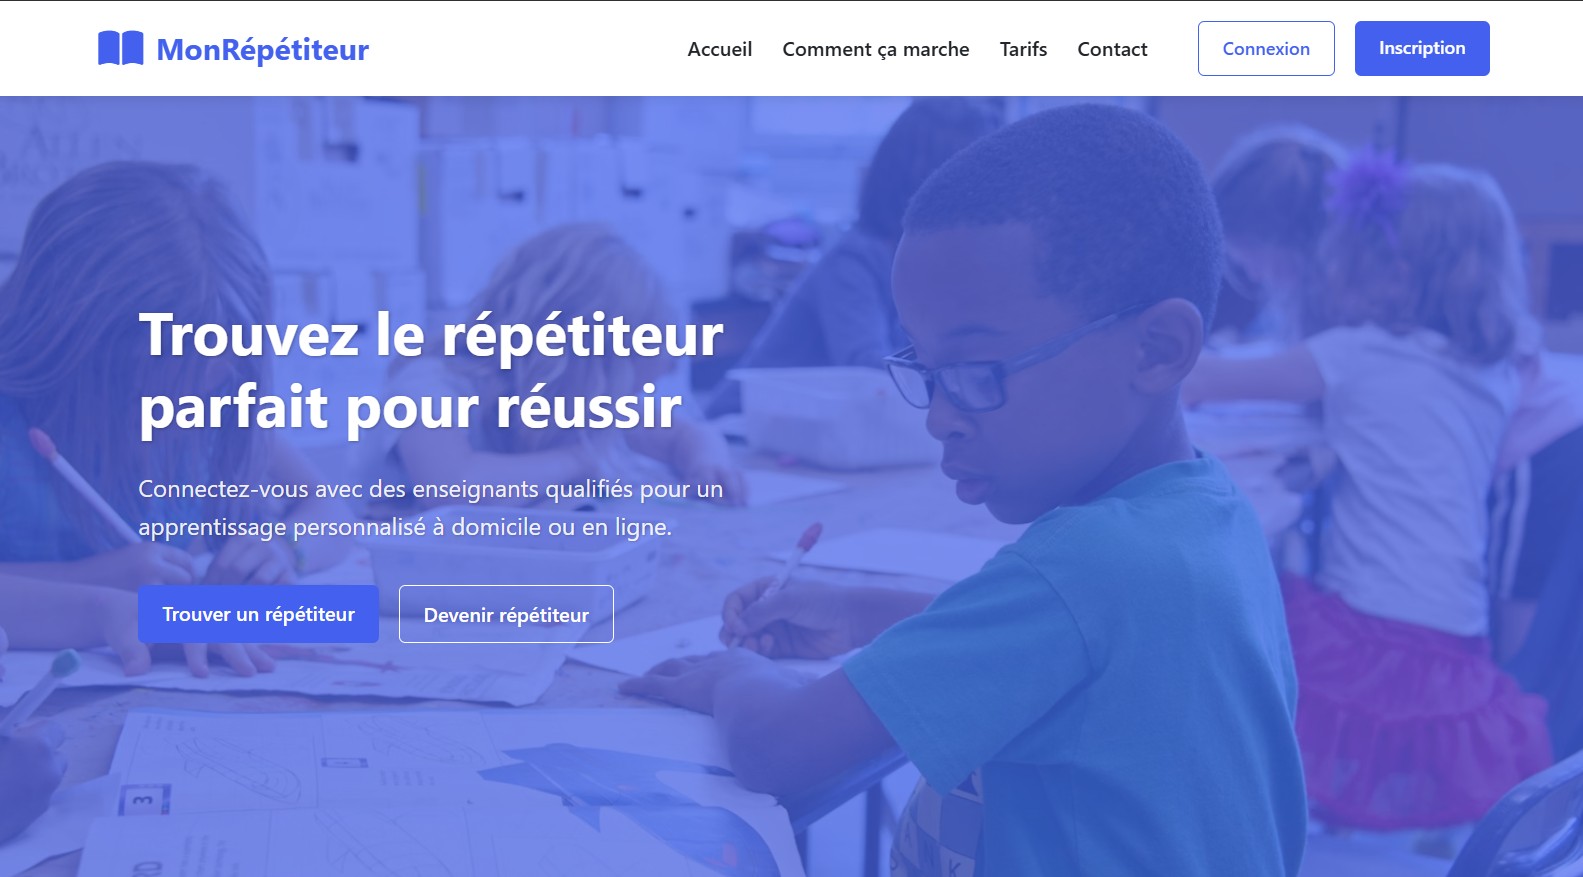 MonRépétiteur
Accueil Comment ça marche Tarifs Contact Connexion Inscription
Trouvez le répétiteur
parfait pour réussir
Connectez-vous avec des enseignants qualifiés pour un
apprentissage personnalisé à domicile ou en ligne.
Trouver un répétiteur Devenir répétiteur
3